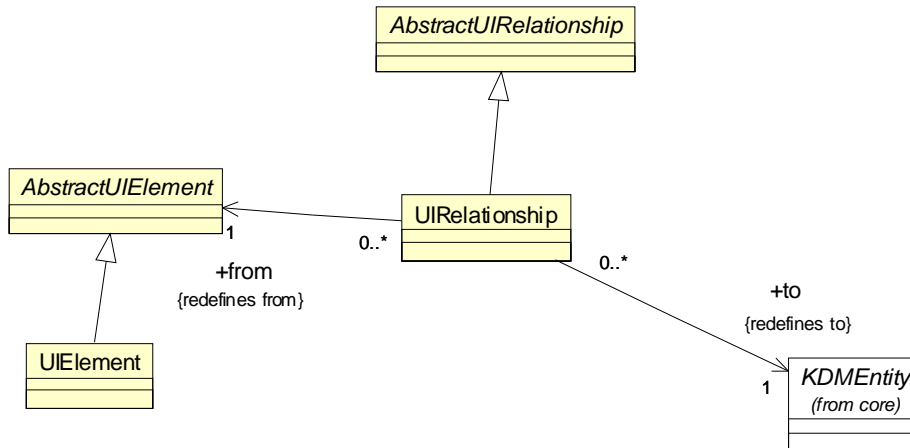 AbstractUIRelationship
AbstractUIElement
UIRelationship
1
0..*
0..*
+from
{redefines from}
+to
{redefines to}
UIElement
1
KDMEntity
(from core)